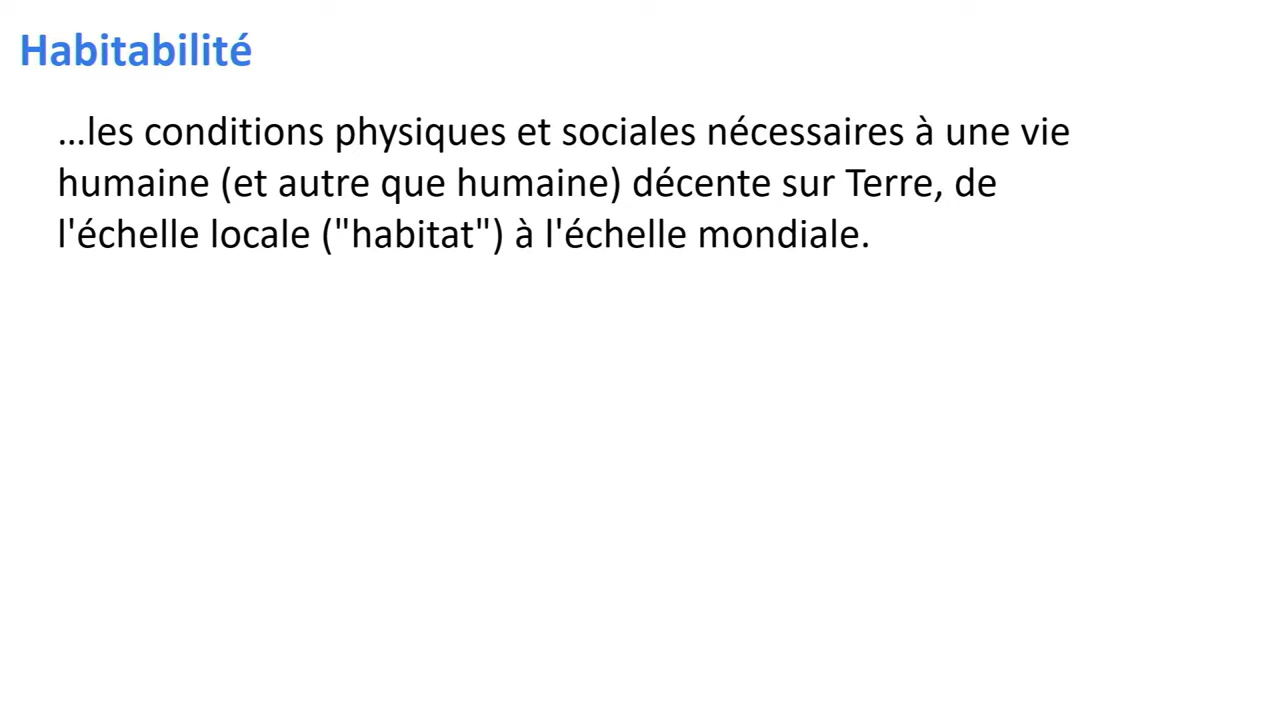 Habitabilité
…les conditions physiques et sociales nécessaires à une vie
humaine (et autre que humaine) décente sur Terre, de
l'échelle locale ("habitat") à l'échelle mondiale.